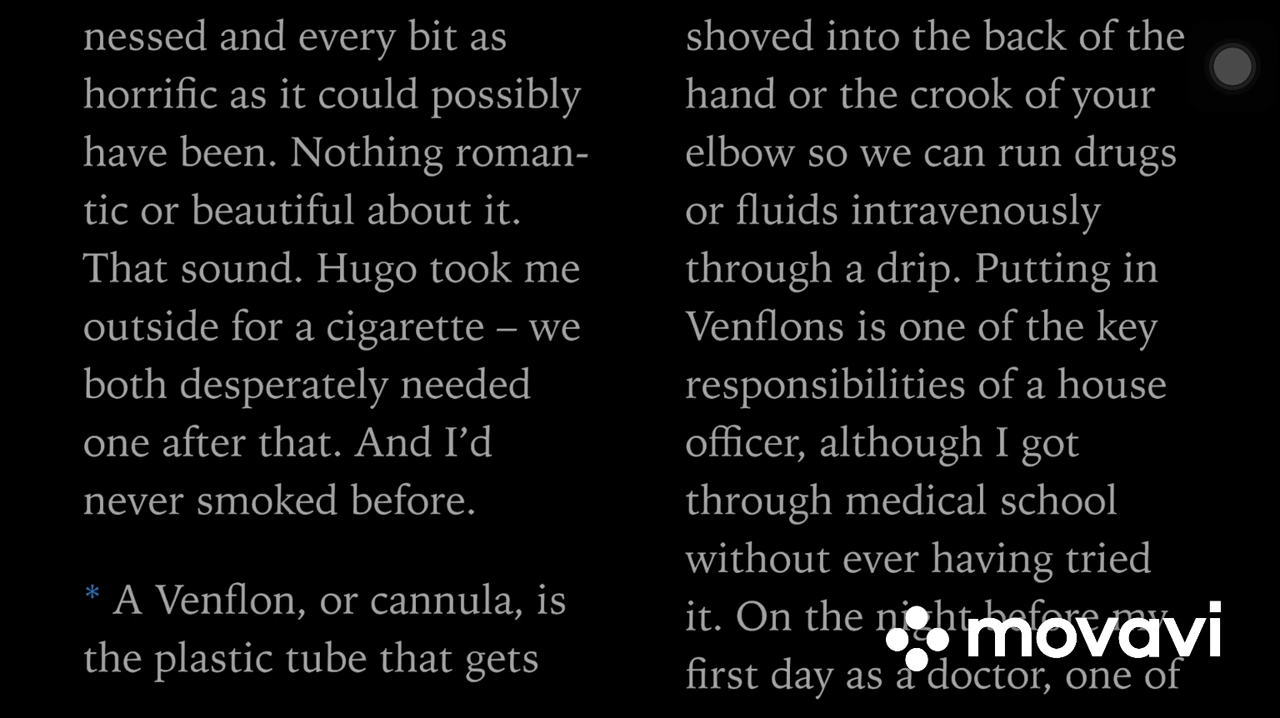 nessed and every bit as
horrific as it could possibly
have been. Nothing roman-
tic or beautiful about it.
That sound. Hugo took me
outside for a cigarette – we
both desperately needed
one after that. And I’d
never smoked before.
* A Venflon, or cannula, is
the plastic tube that gets
shoved into the back of the
hand or the crook of your
elbow so we can run drugs
or fluids intravenously
through a drip. Putting in
Venflons is one of the key
responsibilities of a house
officer, although I got
through medical school
without ever having tried
it. On the night before my
first day as a doctor, one of
movavi